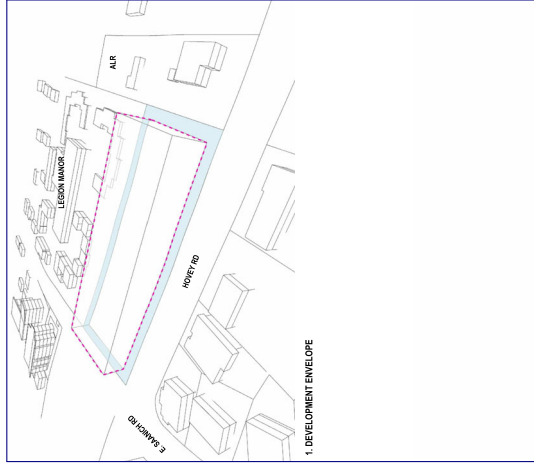 ALR
LEGION MANOR
HOVEY RD
E. SAANICH RD
1. DEVELOPMENT ENVELOPE